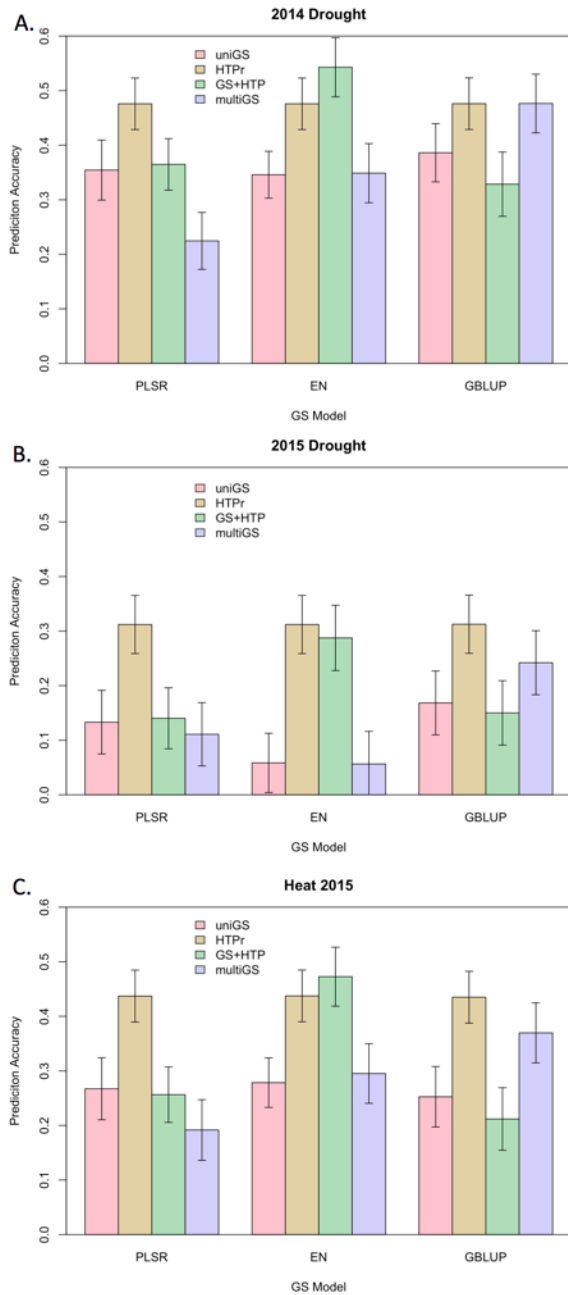 A.
2014 Drought
0.6
0.5
0.4
0.3
0.2
0.1
0.0
Prediciton Accuracy
uniGS
HTPr
GS+HTP
multiGS
PLSR EN GBLUP
GS Model
B.
2015 Drought
0.6
0.5
0.4
0.3
0.2
0.1
0.0
Prediciton Accuracy
uniGS
HTPr
GS+HTP
multiGS
PLSR EN GBLUP
GS Model
C.
Heat 2015
0.6
0.5
0.4
0.3
0.2
0.1
0.0
Prediciton Accuracy
uniGS
HTPr
GS+HTP
multiGS
PLSR EN GBLUP
GS Model